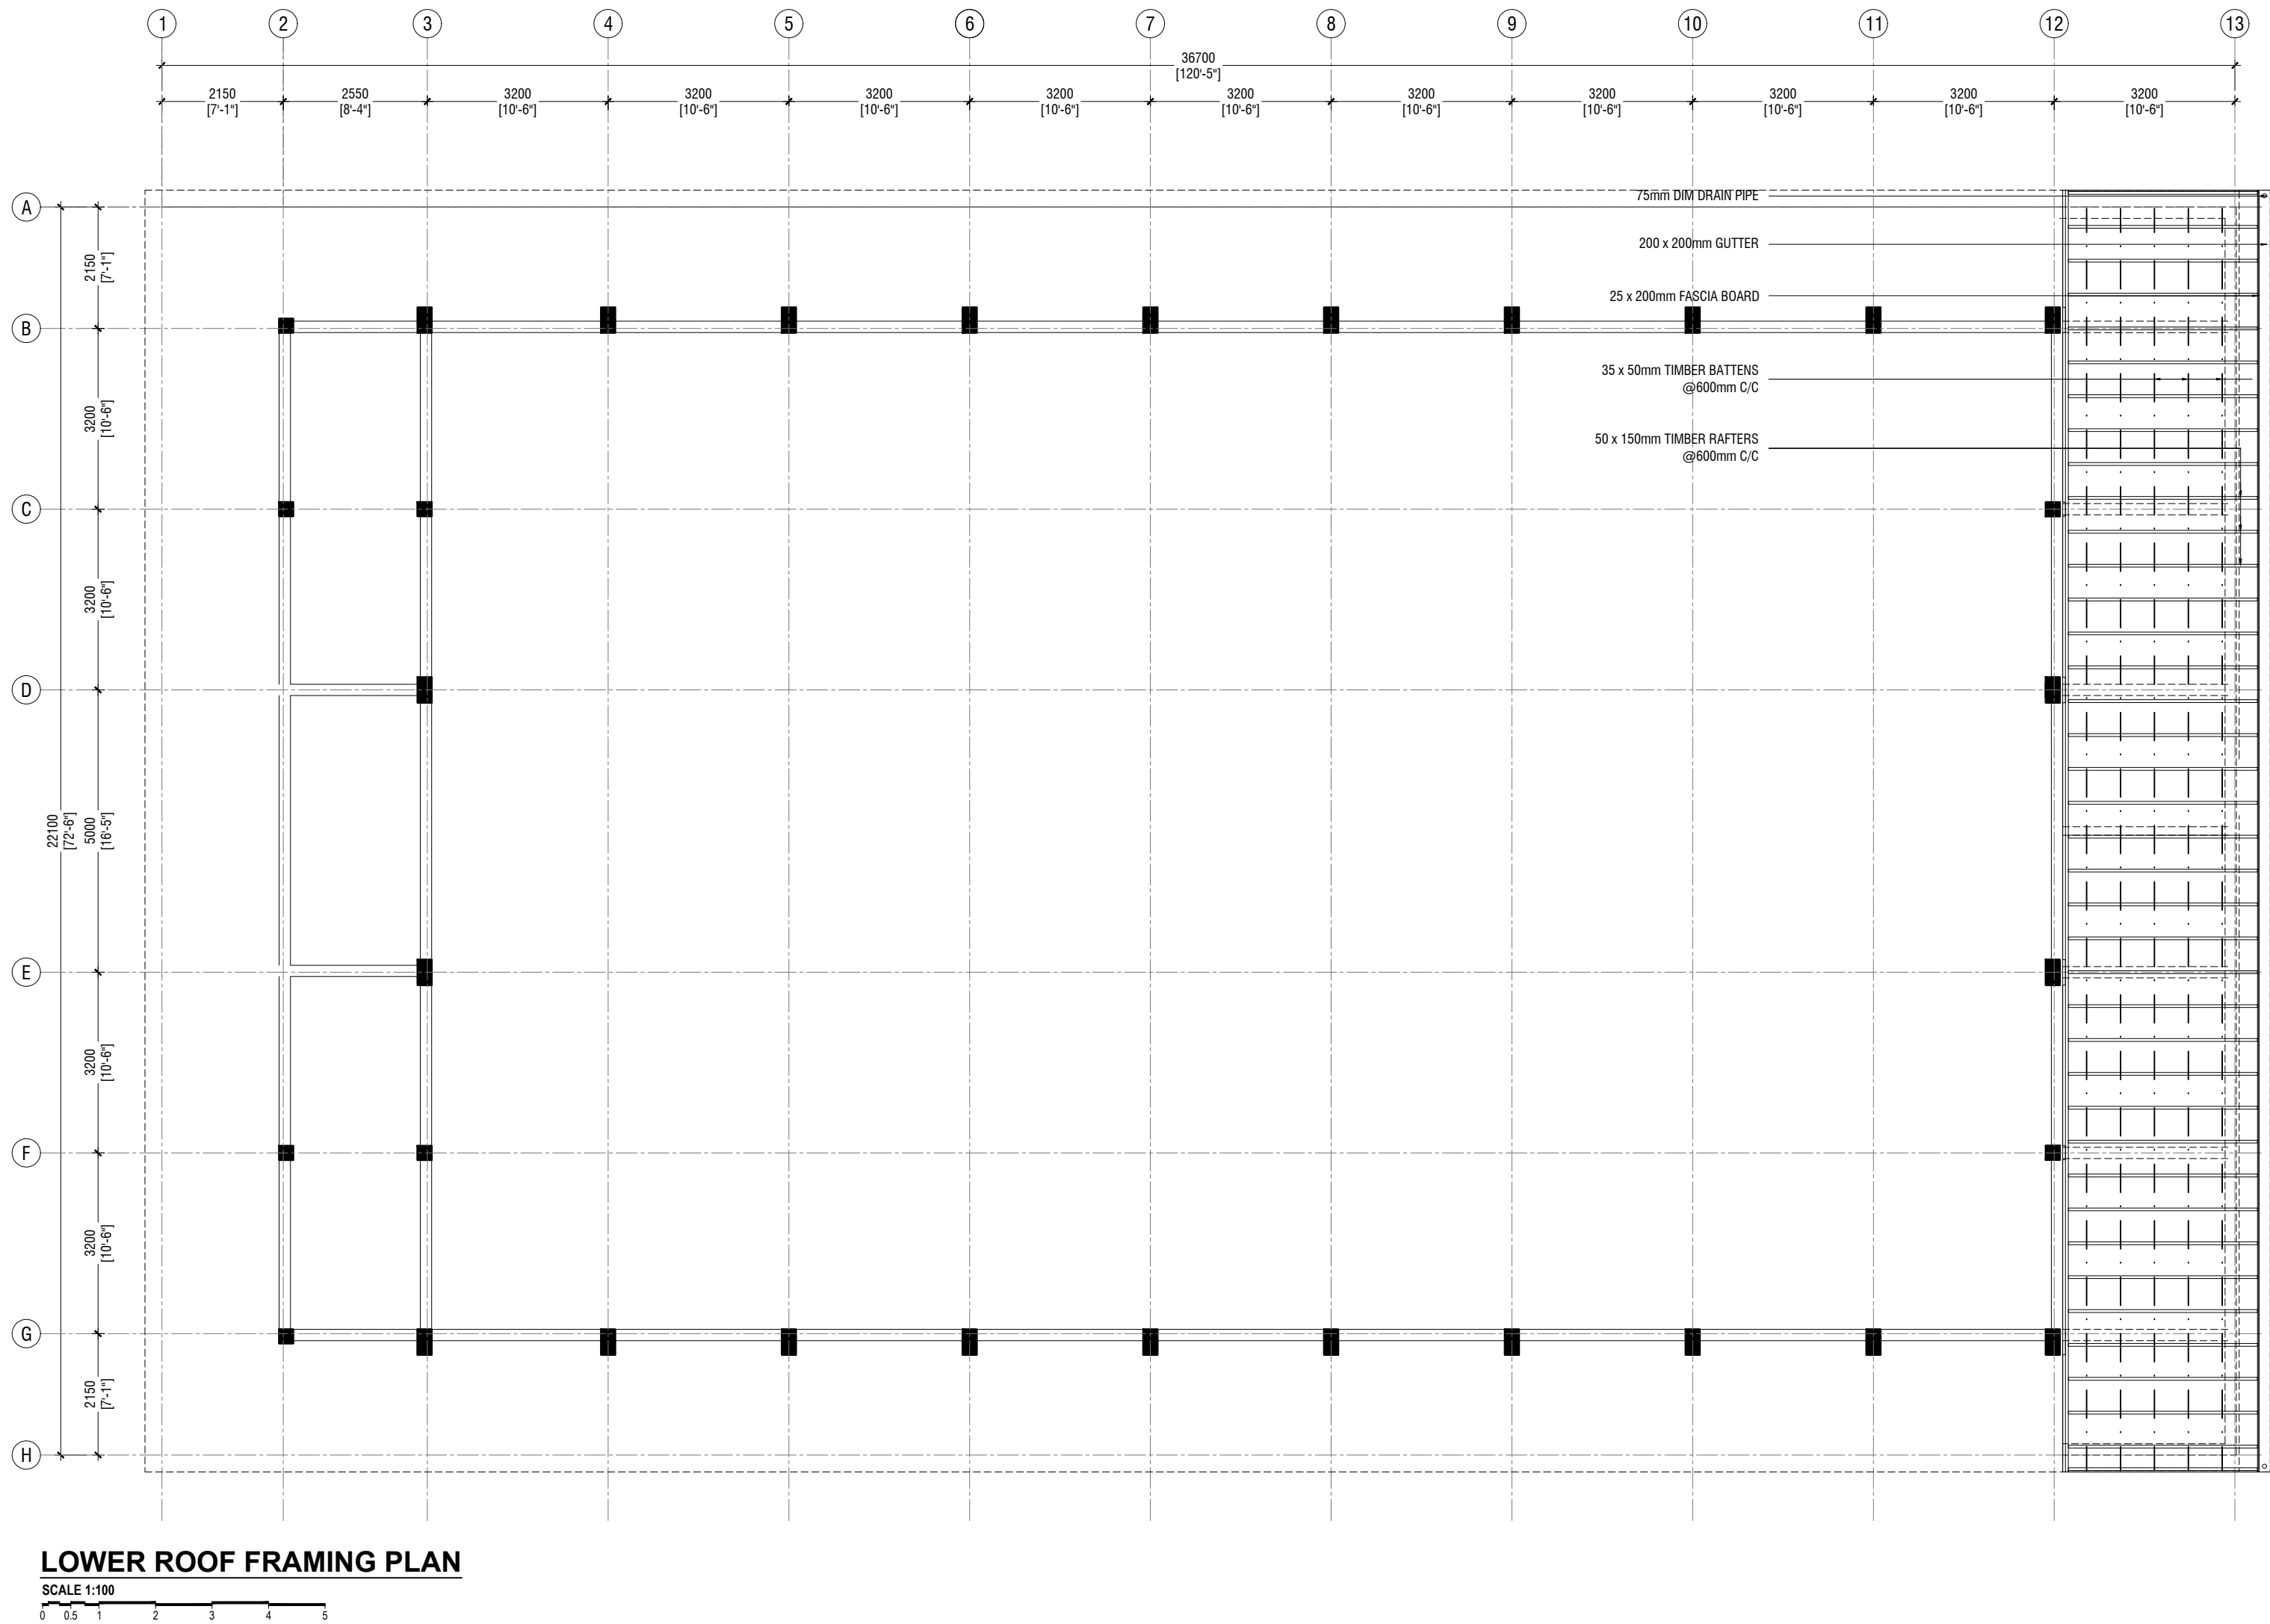 1 2 3 4 5 6 7 8 9 10 11 12 13
36700
[120'-5"]
2150 2550 3200 3200 3200 3200 3200 3200 3200 3200 3200 3200
[7'-1"] [8'-4"] [10'-6"] [10'-6"] [10'-6"] [10'-6"] [10'-6"] [10'-6"] [10'-6"] [10'-6"] [10'-6"] [10'-6"]
A
75mm DIM DRAIN PIPE
2150
[7'-1"]
200 x 200mm GUTTER
25 x 200mm FASCIA BOARD
B
35 x 50mm TIMBER BATTENS
@600mm C/C
3200
[10'-6"]
50 x 150mm TIMBER RAFTERS
@600mm C/C
C
3200
[10'-6"]
D
22100
[72'-6"]
5000
[16'-5"]
E
3200
[10'-6"]
F
3200
[10'-6"]
G
2150
[7'-1"]
H
LOWER ROOF FRAMING PLAN
SCALE 1:100
0 0.5 1 2 3 4 5